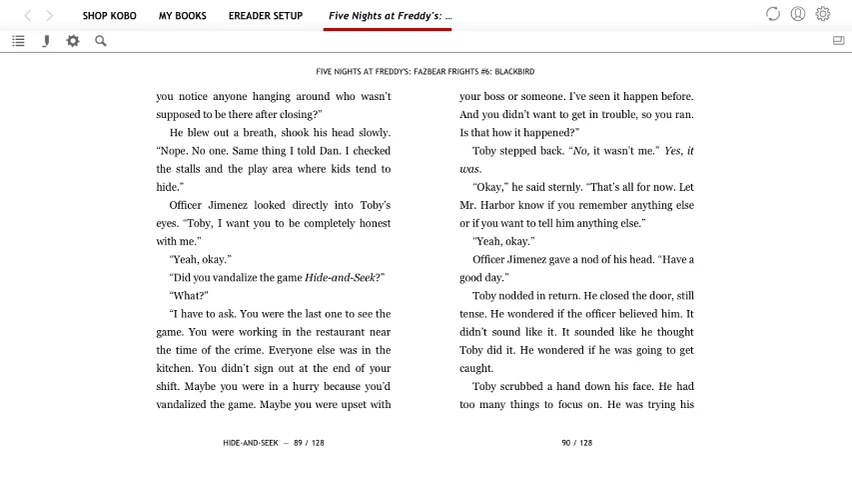 SHOP KOBO
MY BOOKS
EREADER SETUP
Five Nights at Freddy's: ...
FIVE NIGHTS AT FREDDY'S: FAZBEAR FRIGHTS #6: BLACKBIRD
you notice anyone hanging around who wasn't
supposed to be there after closing?”
He blew out a breath, shook his head slowly.
“Nope. No one. Same thing I told Dan. I checked
the stalls and the play area where kids tend to
hide.”
Officer Jimenez looked directly into Toby's
eyes. “Toby, I want you to be completely honest
with me.”
“Yeah, okay.”
“Did you vandalize the game Hide-and-Seek?”
“What?”
“I have to ask. You were the last one to see the
game. You were working in the restaurant near
the time of the crime. Everyone else was in the
kitchen. You didn't sign out at the end of your
shift. Maybe you were in a hurry because you'd
vandalized the game. Maybe you were upset with
HIDE-AND-SEEK — 89 / 128
your boss or someone. I've seen it happen before.
And you didn't want to get in trouble, so you ran.
Is that how it happened?”
Toby stepped back. “No, it wasn't me.” Yes, it
was.
“Okay,” he said sternly. “That's all for now. Let
Mr. Harbor know if you remember anything else
or if you want to tell him anything else.”
“Yeah, okay.”
Officer Jimenez gave a nod of his head. “Have a
good day.”
Toby nodded in return. He closed the door, still
tense. He wondered if the officer believed him. It
didn't sound like it. It sounded like he thought
Toby did it. He wondered if he was going to get
caught.
Toby scrubbed a hand down his face. He had
too many things to focus on. He was trying his
90 / 128